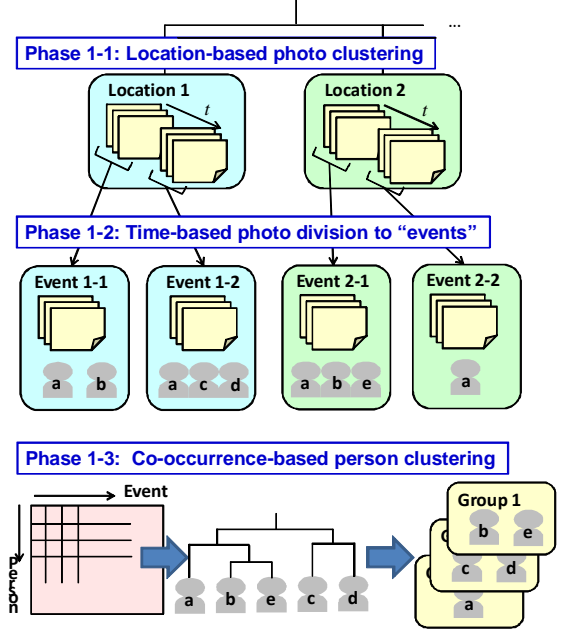 ...
Phase 1-1: Location-based photo clustering
Location 1
Location 2
t
t
Phase 1-2: Time-based photo division to “events”
Event 1-1
Event 1-2
Event 2-1
Event 2-2
a b
a c d
a b e
a
Phase 1-3: Co-occurrence-based person clustering
Event
Person
a b e c d
Group 1
b e
c d
a